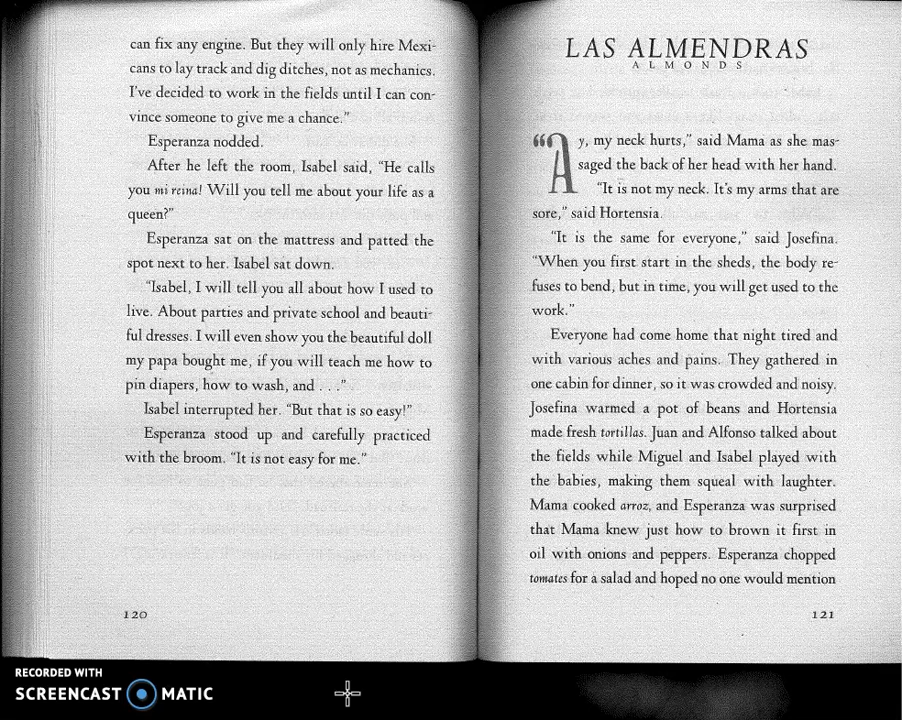 can fix any engine. But they will only hire Mexi-
cans to lay track and dig ditches, not as mechanics.
I've decided to work in the fields until I can con-
vince someone to give me a chance.”
Esperanza nodded.
After he left the room, Isabel said, “He calls
you mi reina! Will you tell me about your life as a
queen?”
Esperanza sat on the mattress and patted the
spot next to her. Isabel sat down.
“Isabel, I will tell you all about how I used to
live. About parties and private school and beauti-
ful dresses. I will even show you the beautiful doll
my papa bought me, if you will teach me how to
pin diapers, how to wash, and . . .”
Isabel interrupted her. “But that is so easy!”
Esperanza stood up and carefully practiced
with the broom. “It is not easy for me.”
120
LAS ALMENDRAS
ALMONDS
“Ay, my neck hurts,” said Mama as she mas-
saged the back of her head with her hand.
“It is not my neck. It's my arms that are
sore,” said Hortensia.
“It is the same for everyone,” said Josefina.
“When you first start in the sheds, the body re-
fuses to bend, but in time, you will get used to the
work.”
Everyone had come home that night tired and
with various aches and pains. They gathered in
one cabin for dinner, so it was crowded and noisy.
Josefina warmed a pot of beans and Hortensia
made fresh tortillas. Juan and Alfonso talked about
the fields while Miguel and Isabel played with
the babies, making them squeal with laughter.
Mama cooked arroz, and Esperanza was surprised
that Mama knew just how to brown it first in
oil with onions and peppers. Esperanza chopped
tomates for a salad and hoped no one would mention
121
RECORDED WITH
SCREENCAST MATIC